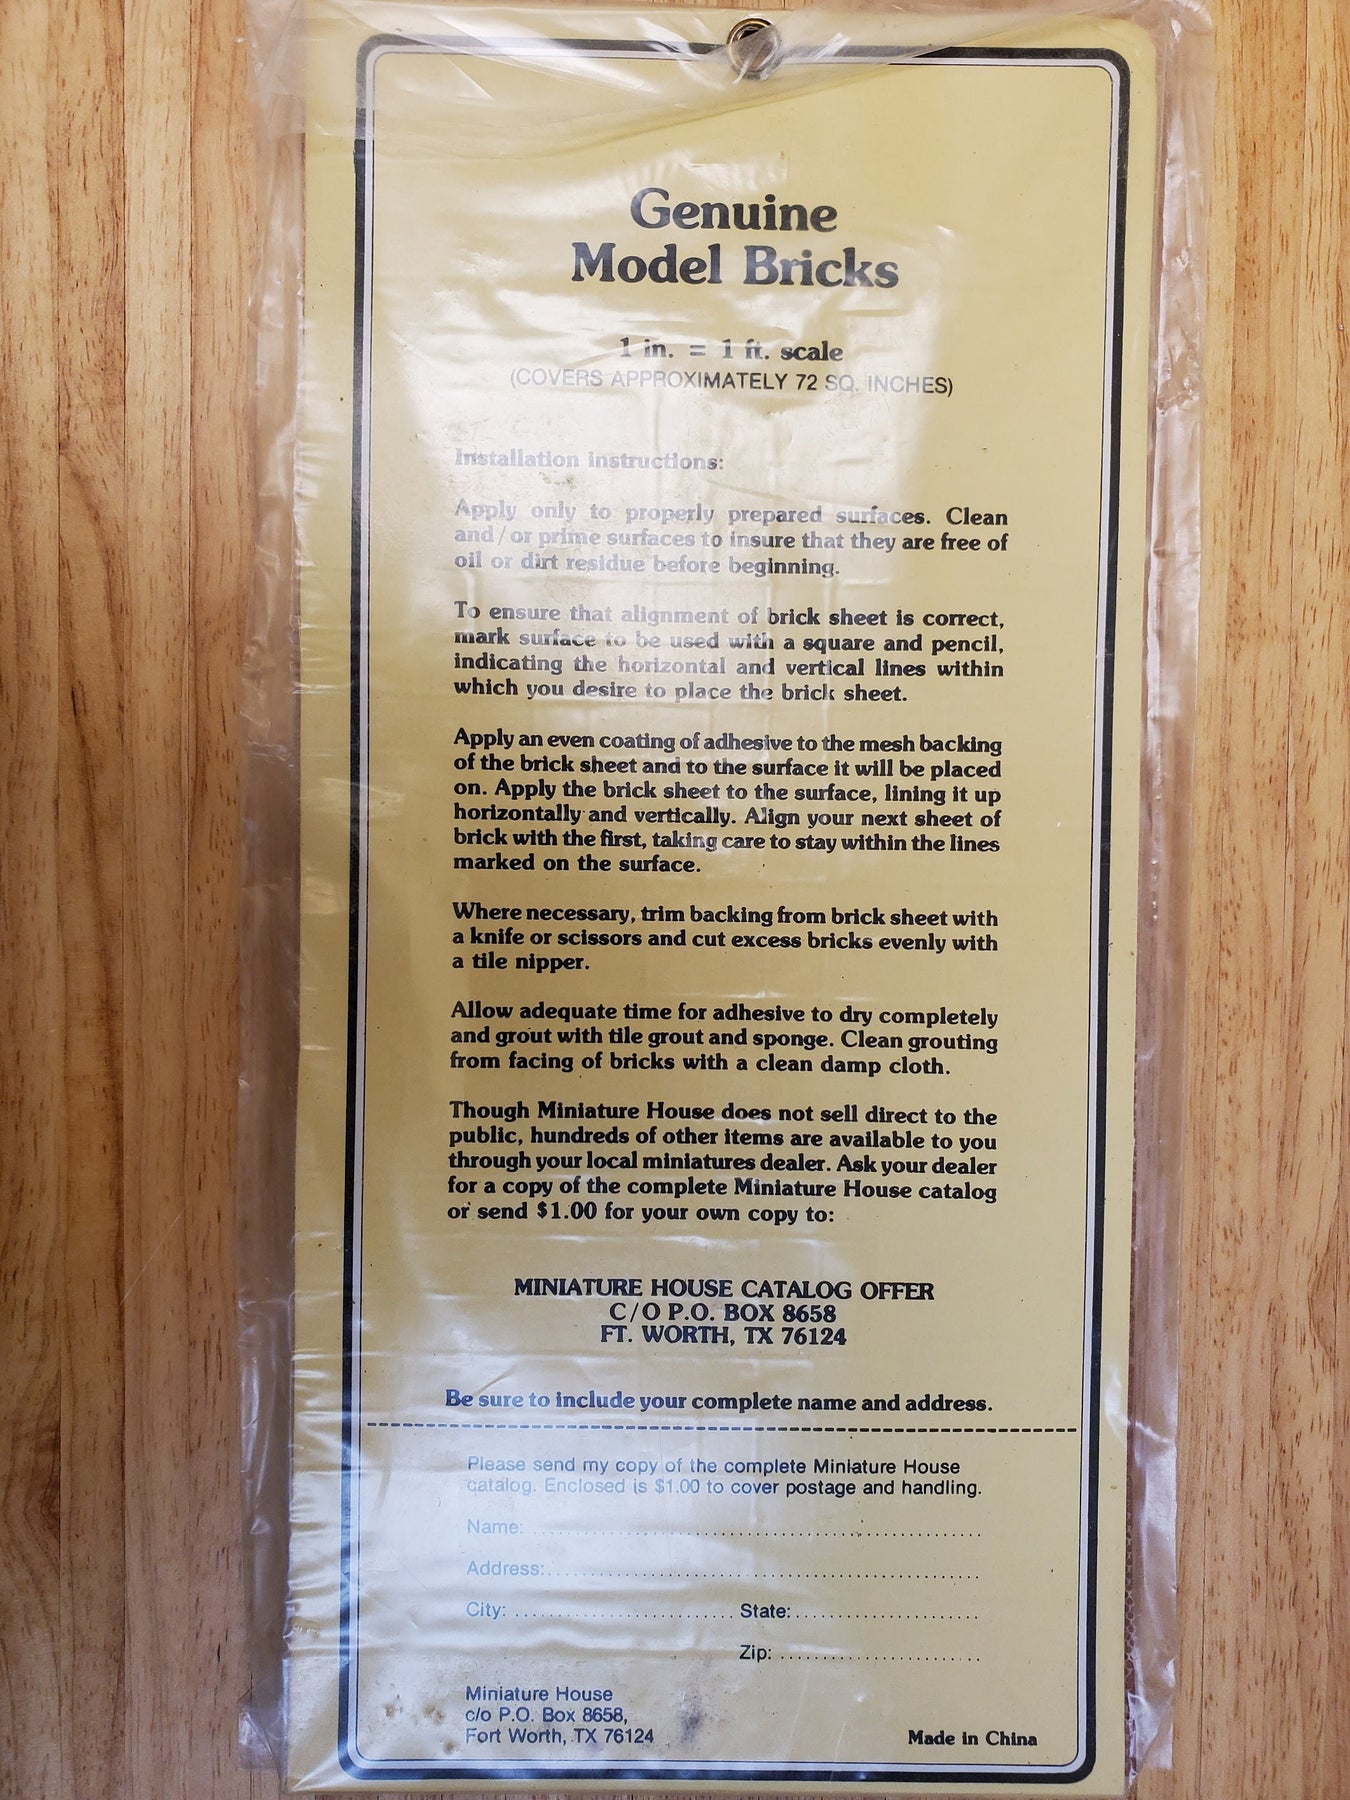 Genuine
Model Bricks
1 in. = 1 ft. scale
(COVERS APPROXIMATELY 72 SQ. INCHES)
Installation instructions:
Apply only to properly prepared surfaces. Clean
and/or prime surfaces to insure that they are free of
oil or dirt residue before beginning.
To ensure that alignment of brick sheet is correct,
mark surface to be used with a square and pencil,
indicating the horizontal and vertical lines within
which you desire to place the brick sheet.
Apply an even coating of adhesive to the mesh backing
of the brick sheet and to the surface it will be placed
on. Apply the brick sheet to the surface, lining it up
horizontally and vertically. Align your next sheet of
brick with the first, taking care to stay within the lines
marked on the surface.
Where necessary, trim backing from brick sheet with
a knife or scissors and cut excess bricks evenly with
a tile nipper.
Allow adequate time for adhesive to dry completely
and grout with tile grout and sponge. Clean grouting
from facing of bricks with a clean damp cloth.
Though Miniature House does not sell direct to the
public, hundreds of other items are available to you
through your local miniatures dealer. Ask your dealer
for a copy of the complete Miniature House catalog
or send $1.00 for your own copy to:
MINIATURE HOUSE CATALOG OFFER
C/O P.O. BOX 8658
FT. WORTH, TX 76124
Be sure to include your complete name and address.
Please send my copy of the complete Miniature House
catalog. Enclosed is $1.00 to cover postage and handling.
Name:
Address:
City: State:
Zip:
Miniature House
c/o P.O. Box 8658,
Fort Worth, TX 76124
Made in China